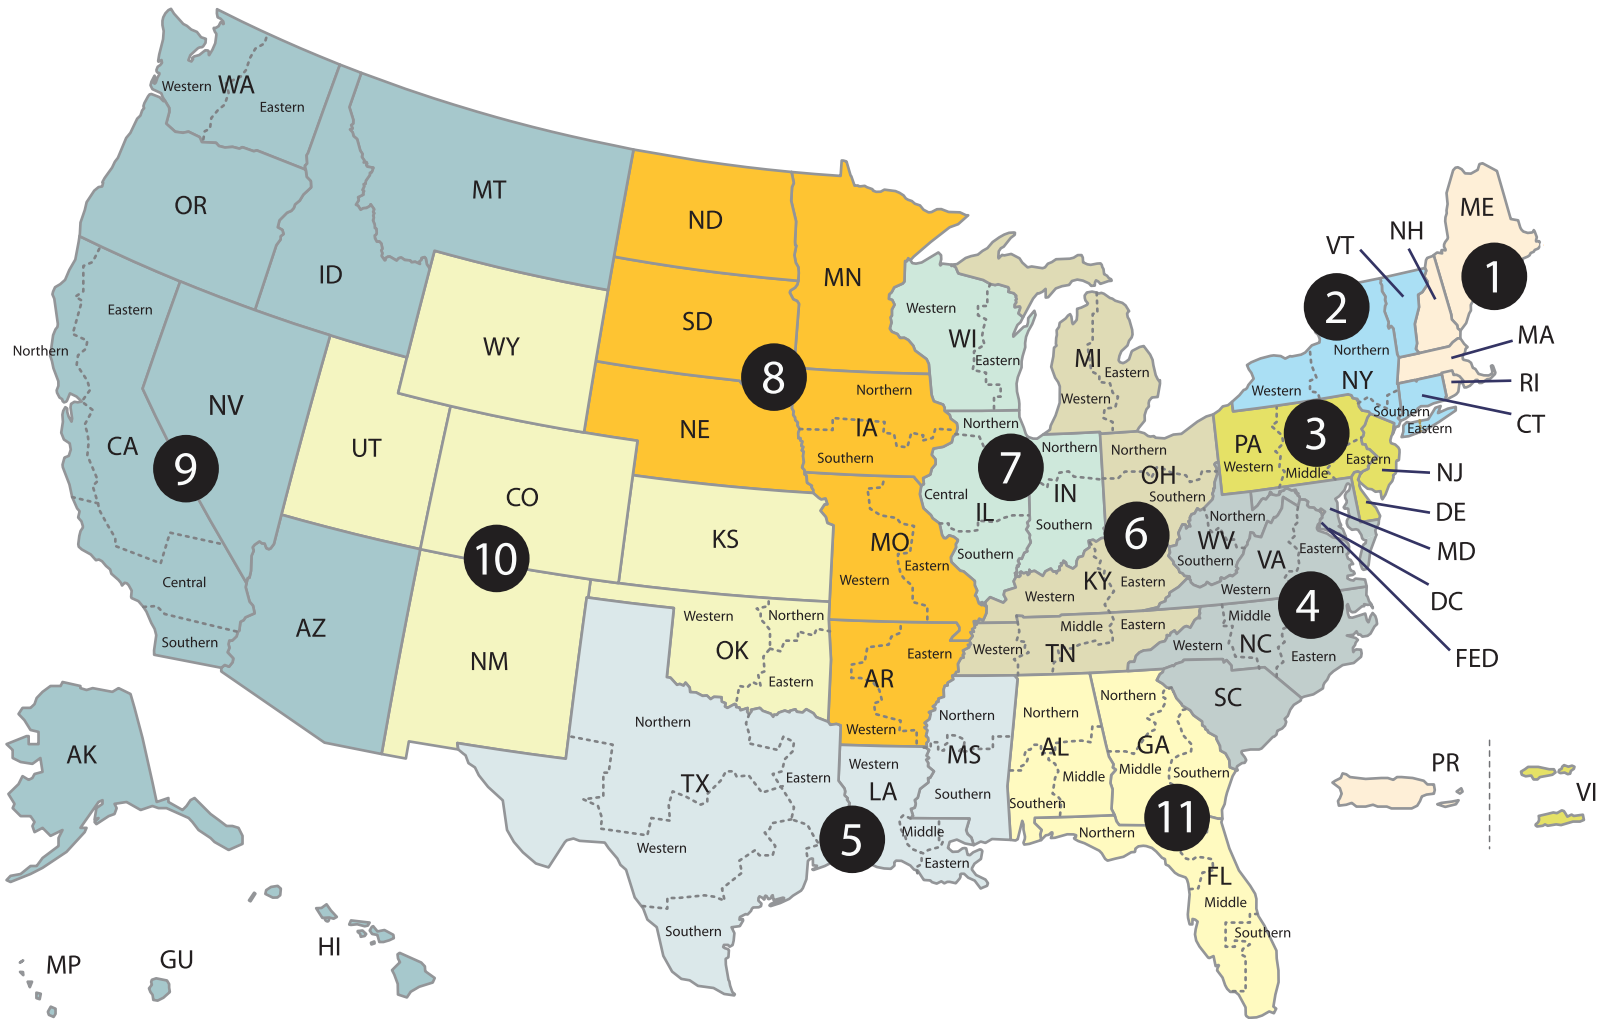 WA
Western
Eastern
OR
MT
ID
ND
MN
SD
WY
NE
8
NV
UT
CA
Eastern
Northern
9
Central
Southern
AZ
CO
10
NM
KS
IA
Northern
Southern
MO
Western
Eastern
OK
Western
Northern
Eastern
AR
Eastern
Western
TX
Northern
Eastern
Western
Southern
5
LA
Western
Middle
Eastern
MS
Northern
Southern
WI
Western
Eastern
7
IL
Northern
Central
Southern
IN
Northern
Southern
MI
Western
Eastern
OH
Northern
Southern
6
KY
Western
Eastern
TN
Western
Middle
Eastern
AL
Northern
Middle
Southern
GA
Northern
Middle
Southern
11
FL
Northern
Middle
Southern
SC
NC
Western
Middle
Eastern
4
VA
Western
Eastern
WV
Northern
Southern
PA
Western
Middle
Eastern
3
NY
Western
Northern
Southern
Eastern
2
VT
NH
ME
1
MA
RI
CT
NJ
DE
MD
DC
FED
PR
VI
AK
HI
GU
MP